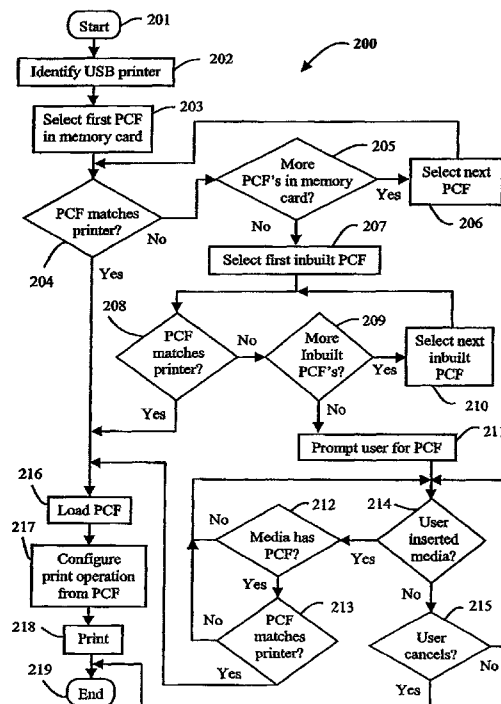 Start
201
200
202
Identify USB printer
203
Select first PCF
in memory card
205
More
PCF's in memory
card?
Yes
Select next
PCF
206
No
PCF matches
printer?
No
204
Yes
207
Select first inbuilt PCF
208
PCF
matches
printer?
No
Yes
209
More
Inbuilt
PCF's?
Yes
Select next
inbuilt
PCF
210
No
211
Prompt user for PCF
212
214
User
inserted
media?
Yes
No
Media has
PCF?
No
Yes
213
PCF
matches
printer?
No
Yes
215
User
cancels?
No
Yes
216
Load PCF
217
Configure
print operation
from PCF
218
Print
219
End